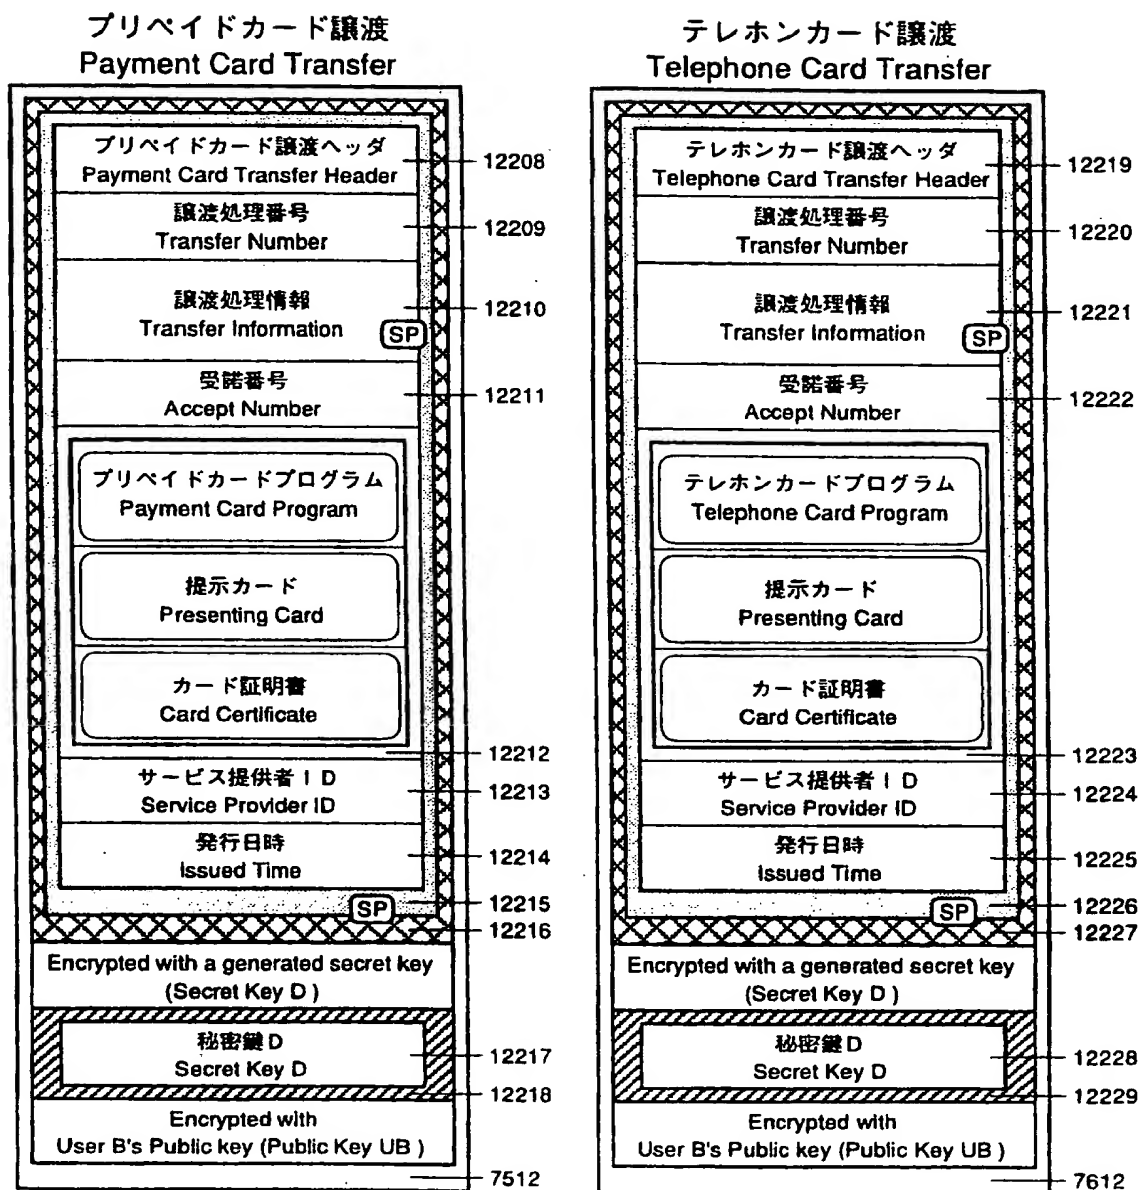 プリペイドカード譲渡
Payment Card Transfer
プリペイドカード譲渡ヘッダ
Payment Card Transfer Header
12208
譲渡処理番号
Transfer Number
12209
譲渡処理情報
Transfer Information
SP
12210
受諾番号
Accept Number
12211
プリペイドカードプログラム
Payment Card Program
提示カード
Presenting Card
カード証明書
Card Certificate
12212
サービス提供者ID
Service Provider ID
12213
発行日時
Issued Time
12214
SP
12215
12216
Encrypted with a generated secret key
(Secret Key D )
秘密鍵D
Secret Key D
12217
12218
Encrypted with
User B's Public key (Public Key UB )
7512
テレホンカード譲渡
Telephone Card Transfer
テレホンカード譲渡ヘッダ
Telephone Card Transfer Header
12219
譲渡処理番号
Transfer Number
12220
譲渡処理情報
Transfer Information
SP
12221
受諾番号
Accept Number
12222
テレホンカードプログラム
Telephone Card Program
提示カード
Presenting Card
カード証明書
Card Certificate
12223
サービス提供者ID
Service Provider ID
12224
発行日時
Issued Time
12225
SP
12226
12227
Encrypted with a generated secret key
(Secret Key D )
秘密鍵D
Secret Key D
12228
12229
Encrypted with
User B's Public key (Public Key UB )
7612